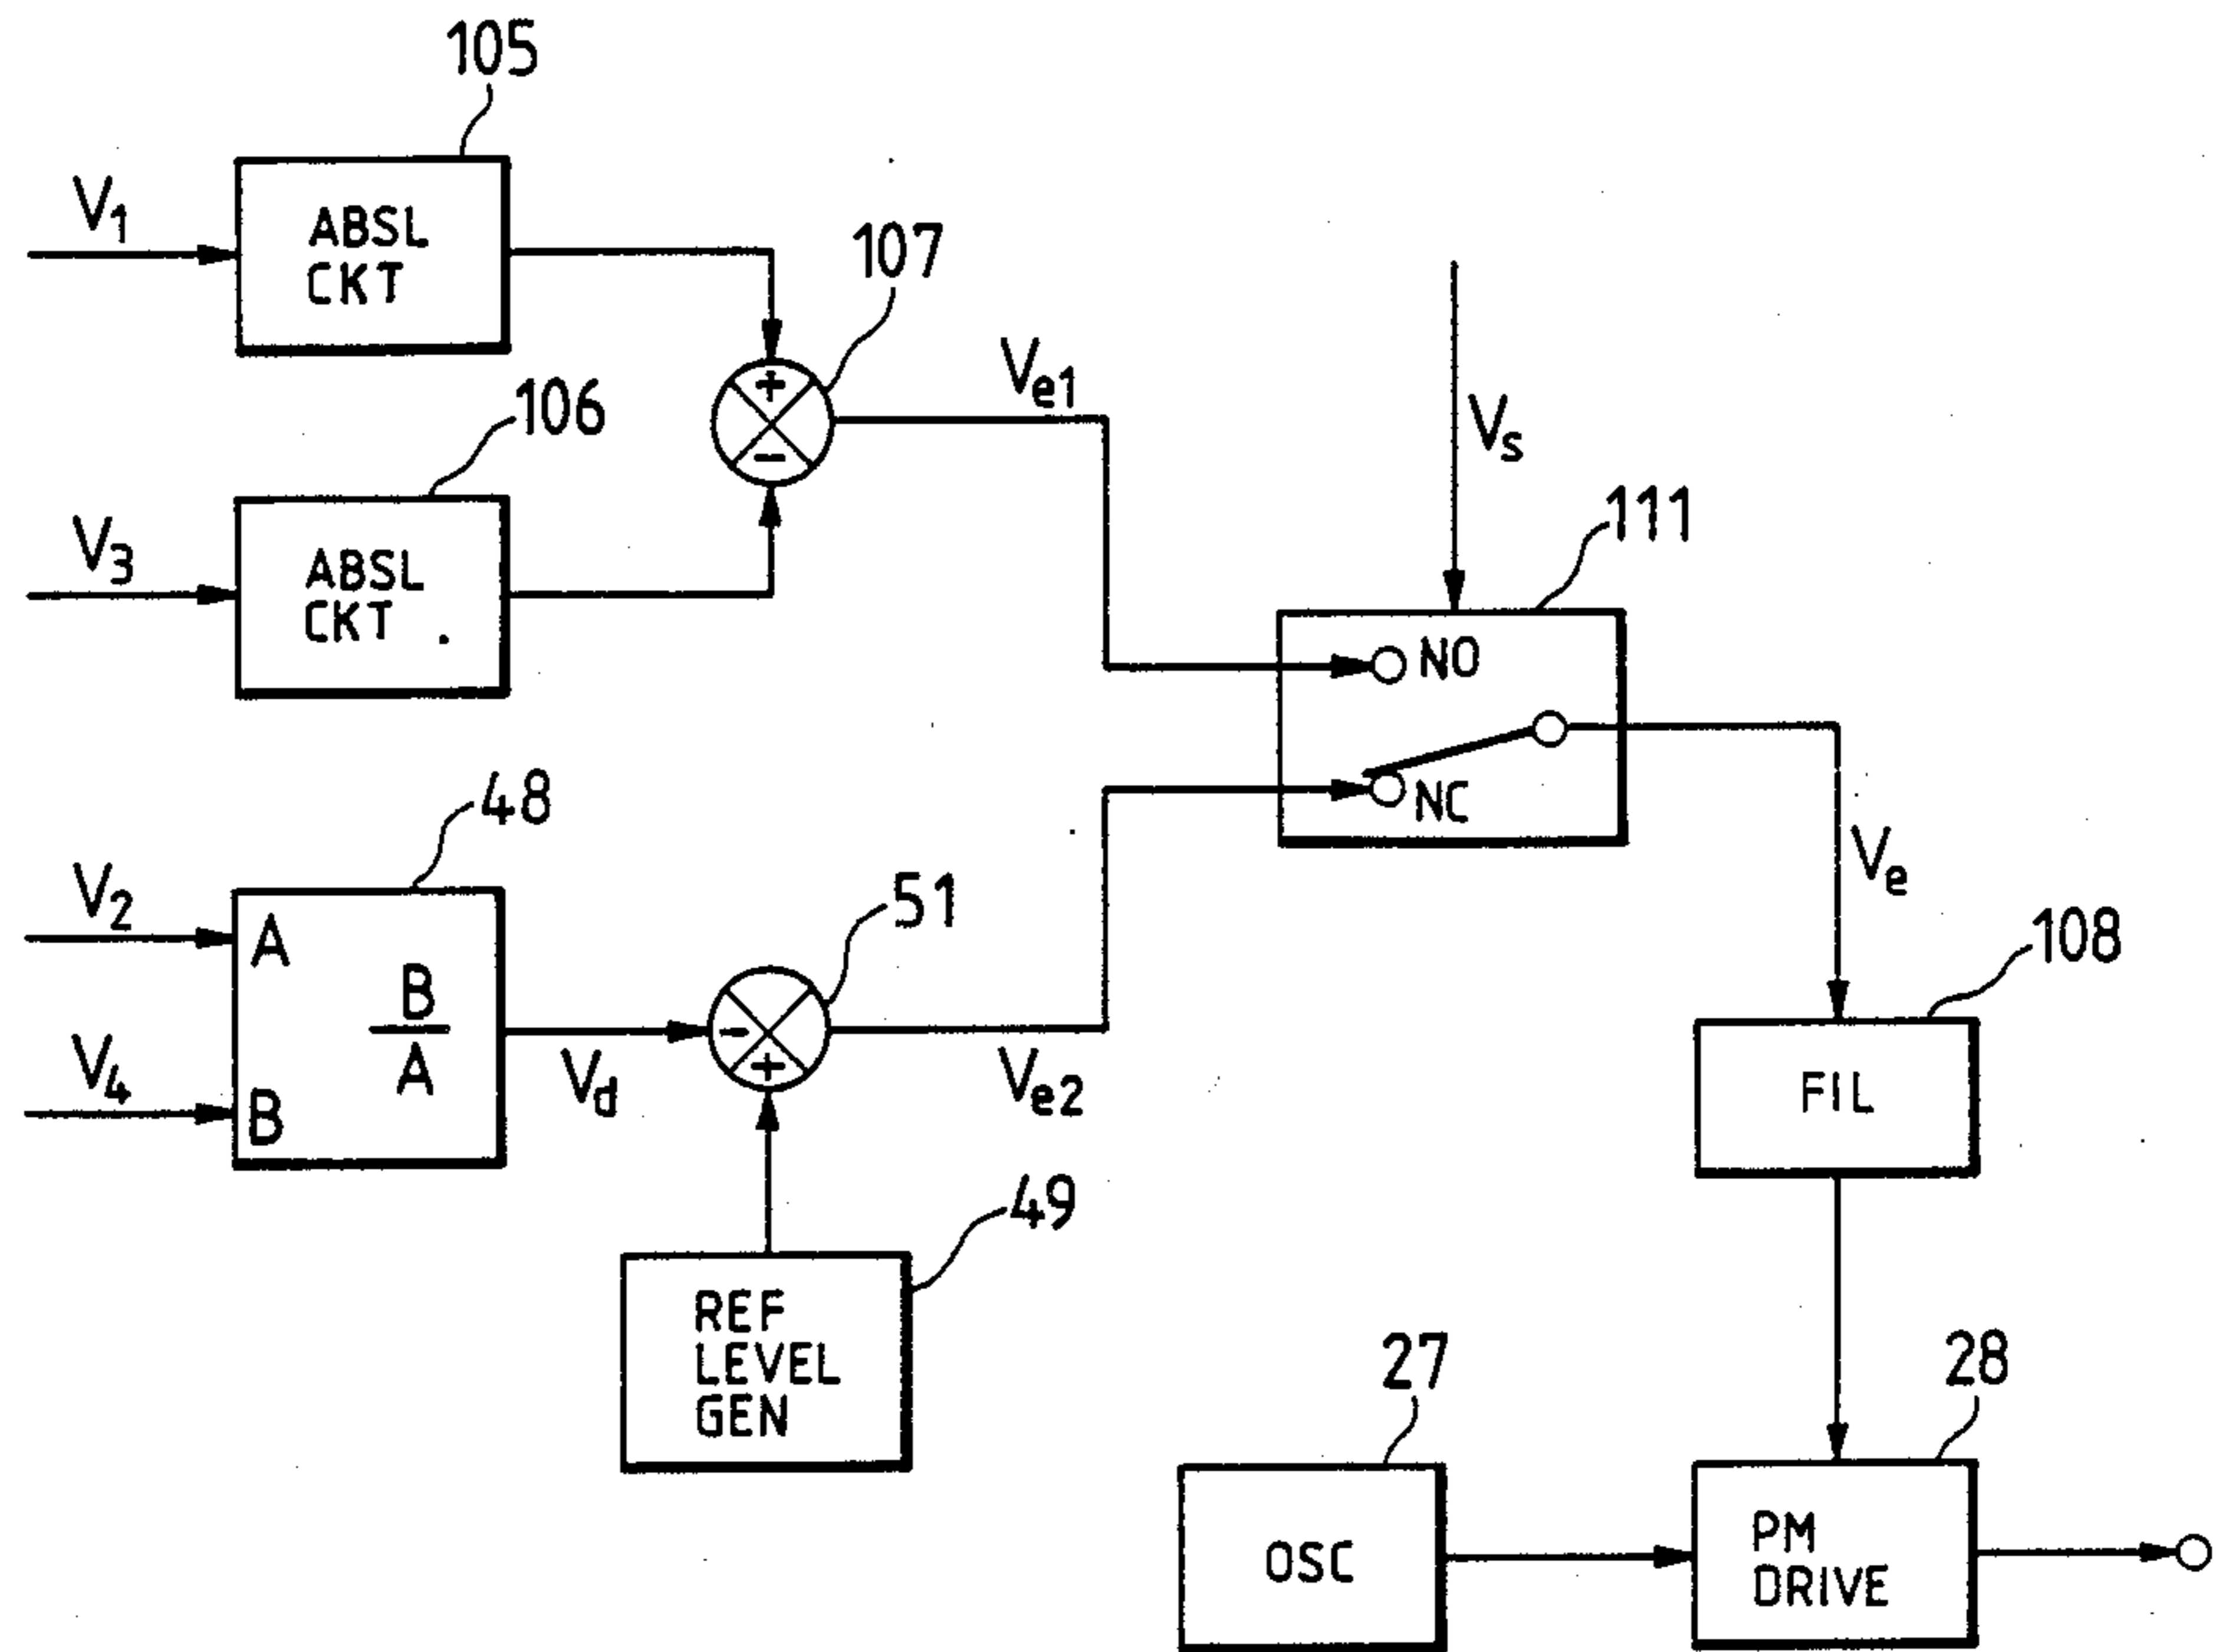 105
V1
ABSL
CKT
107
Ve1
Vs
106
V3
ABSL
CKT
+
-
111
NO
NC
48
V2
A
B
A
V4
B
Vd
51
-
+
Ve2
Ve
108
FIL
49
REF
LEVEL
GEN
27
OSC
28
PM
DRIVE